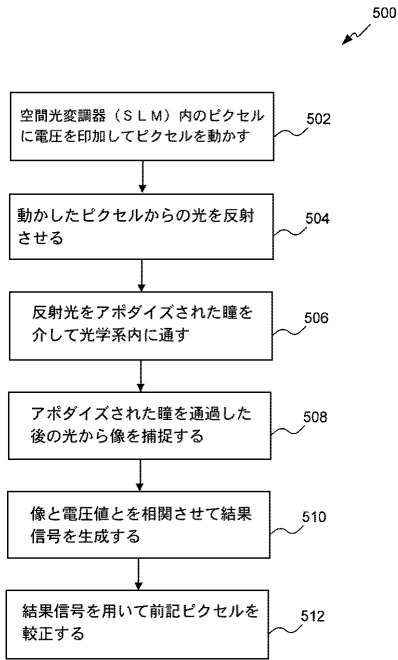 500
空間光変調器（ＳＬＭ）内のピクセル
に電圧を印加してピクセルを動かす
502
動かしたピクセルからの光を反射
させる
504
反射光をアポダイズされた瞳を
介して光学系内に通す
506
アポダイズされた瞳を通過した
後の光から像を捕捉する
508
像と電圧値とを相関させて結果
信号を生成する
510
結果信号を用いて前記ピクセルを
較正する
512